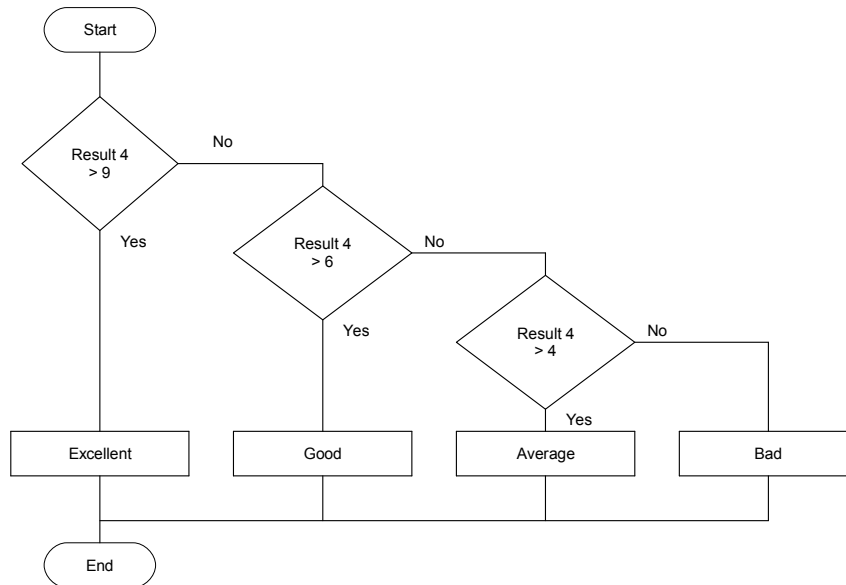 Start
Result 4
> 9
No
Yes
Result 4
> 6
No
Yes
Result 4
> 4
No
Yes
Excellent
Good
Average
Bad
End